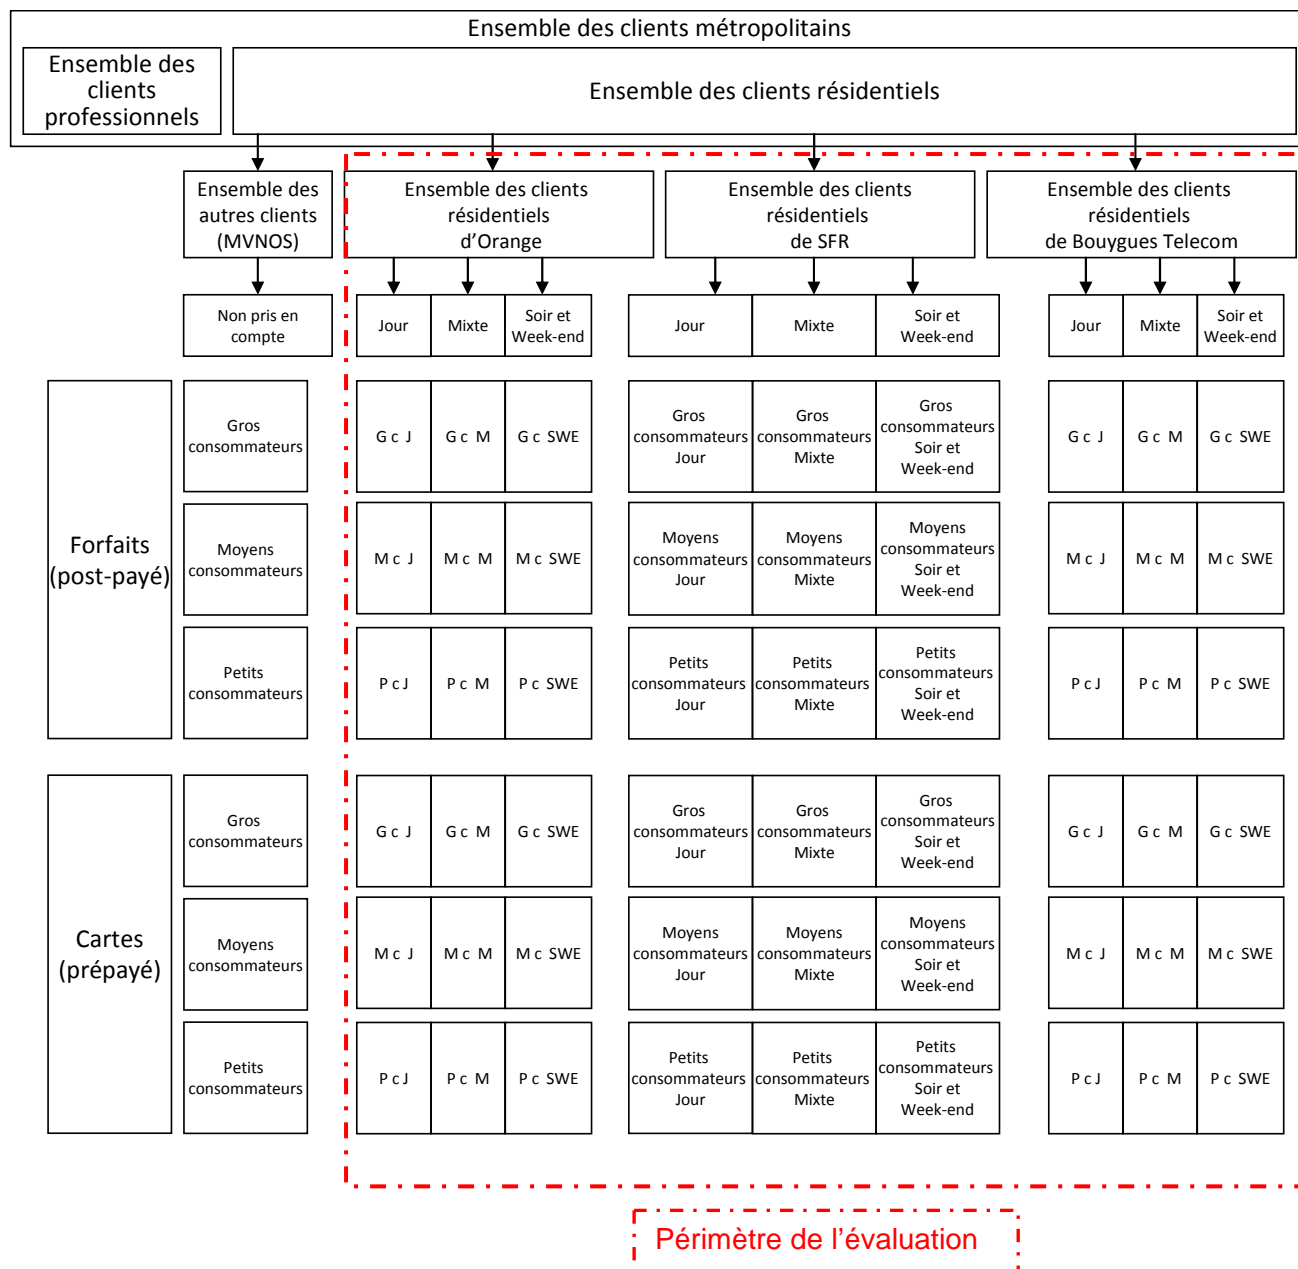 Ensemble des clients métropolitains
Ensemble des
clients
professionnels
Ensemble des clients résidentiels
Ensemble des
autres clients
(MVNOS)
Ensemble des clients
résidentiels
d'Orange
Ensemble des clients
résidentiels
de SFR
Ensemble des clients
résidentiels
de Bouygues Telecom
Non pris en
compte
Jour
Mixte
Soir et
Week-end
Jour
Mixte
Soir et
Week-end
Jour
Mixte
Soir et
Week-end
Forfaits
(post-payé)
Gros
consommateurs
G c J
G c M
G c SWE
Gros
consommateurs
Jour
Gros
consommateurs
Mixte
Gros
consommateurs
Soir et
Week-end
G c J
G c M
G c SWE
Moyens
consommateurs
M c J
M c M
M c SWE
Moyens
consommateurs
Jour
Moyens
consommateurs
Mixte
Moyens
consommateurs
Soir et
Week-end
M c J
M c M
M c SWE
Petits
consommateurs
P c J
P c M
P c SWE
Petits
consommateurs
Jour
Petits
consommateurs
Mixte
Petits
consommateurs
Soir et
Week-end
P c J
P c M
P c SWE
Cartes
(prépayé)
Gros
consommateurs
G c J
G c M
G c SWE
Gros
consommateurs
Jour
Gros
consommateurs
Mixte
Gros
consommateurs
Soir et
Week-end
G c J
G c M
G c SWE
Moyens
consommateurs
M c J
M c M
M c SWE
Moyens
consommateurs
Jour
Moyens
consommateurs
Mixte
Moyens
consommateurs
Soir et
Week-end
M c J
M c M
M c SWE
Petits
consommateurs
P c J
P c M
P c SWE
Petits
consommateurs
Jour
Petits
consommateurs
Mixte
Petits
consommateurs
Soir et
Week-end
P c J
P c M
P c SWE
Périmètre de l'évaluation